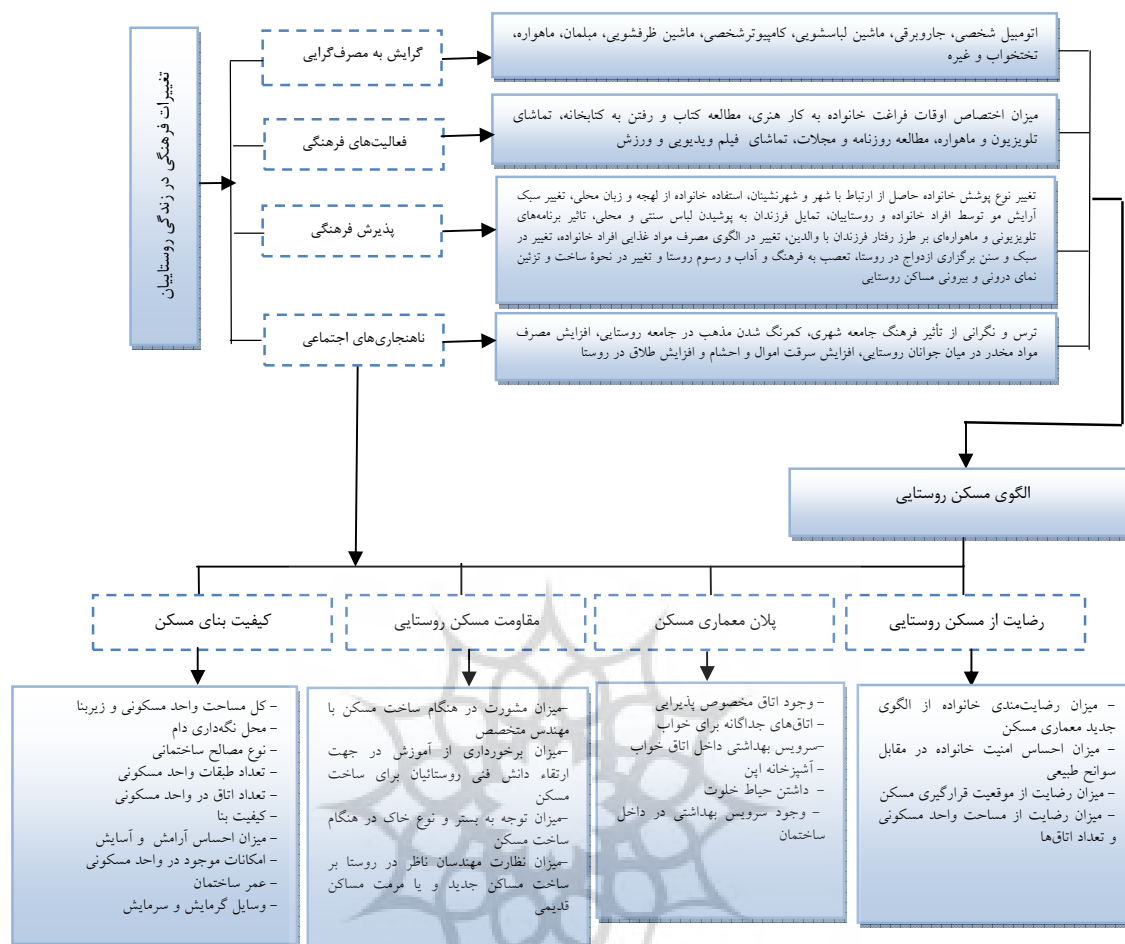 تغییرات فرهنگی در زندگی روستاییان
گرایش به مصرف‌گرایی
اتومبیل شخصی، جاروبرقی، ماشین لباسشویی، کامپیوترشخصی، ماشین ظرفشویی، مبلمان، ماهواره،
تختخواب و غیره
فعالیت‌های فرهنگی
میزان اختصاص اوقات فراغت خانواده به کار هنری، مطالعه کتاب و رفتن به کتابخانه، تماشای
تلویزیون و ماهواره، مطالعه روزنامه و مجلات، تماشای فیلم ویدیویی و ورزش
پذیرش فرهنگی
تغییر نوع پوشش خانواده حاصل از ارتباط با شهر و شهرنشینان، استفاده خانواده از لهجه و زبان محلی، تغییر سبک
آرایش مو توسط افراد خانواده و روستاییان، تمایل فرزندان به پوشیدن لباس سنتی و محلی، تاثیر برنامه‌های
تلویزیونی و ماهواره‌ای بر طرز رفتار فرزندان با والدین، تغییر در الگوی مصرف مواد غذایی افراد خانواده، تغییر در
سبک و سنن برگزاری ازدواج در روستا، تعصب به فرهنگ و آداب و رسوم روستا و تغییر در نحوۀ ساخت و تزئین
نمای درونی و بیرونی مساکن روستایی
ناهنجاری‌های اجتماعی
ترس و نگرانی از تأثیر فرهنگ جامعه شهری، کمرنگ شدن مذهب در جامعه روستایی، افزایش مصرف
مواد مخدر در میان جوانان روستایی، افزایش سرقت اموال و احشام و افزایش طلاق در روستا
الگوی مسکن روستایی
رضایت از مسکن روستایی
– میزان رضایت‌مندی خانواده از الگوی
جدید معماری مسکن
– میزان احساس امنیت خانواده در مقابل
سوانح طبیعی
– میزان رضایت از موقعیت قرارگیری مسکن
– میزان رضایت از مساحت واحد مسکونی
و تعداد اتاق‌ها
پلان معماری مسکن
– وجود اتاق مخصوص پذیرایی
– اتاق‌های جداگانه برای خواب
–سرویس بهداشتی داخل اتاق خواب
– آشپزخانه اپن
– داشتن حیاط خلوت
– وجود سرویس بهداشتی در داخل
ساختمان
مقاومت مسکن روستایی
–میزان مشورت در هنگام ساخت مسکن با
مهندس متخصص
–میزان برخورداری از آموزش در جهت
ارتقاء دانش فنی روستائیان برای ساخت
مسکن
–میزان توجه به بستر و نوع خاک در هنگام
ساخت مسکن
–میزان نظارت مهندسان ناظر در روستا بر
ساخت مساکن جدید و یا مرمت مساکن
قدیمی
کیفیت بنای مسکن
– کل مساحت واحد مسکونی و زیربنا
– محل نگه‌داری دام
– نوع مصالح ساختمانی
– تعداد طبقات واحد مسکونی
– تعداد اتاق در واحد مسکونی
– کیفیت بنا
– میزان احساس آرامش و آسایش
– امکانات موجود در واحد مسکونی
– عمر ساختمان
– وسایل گرمایش و سرمایش